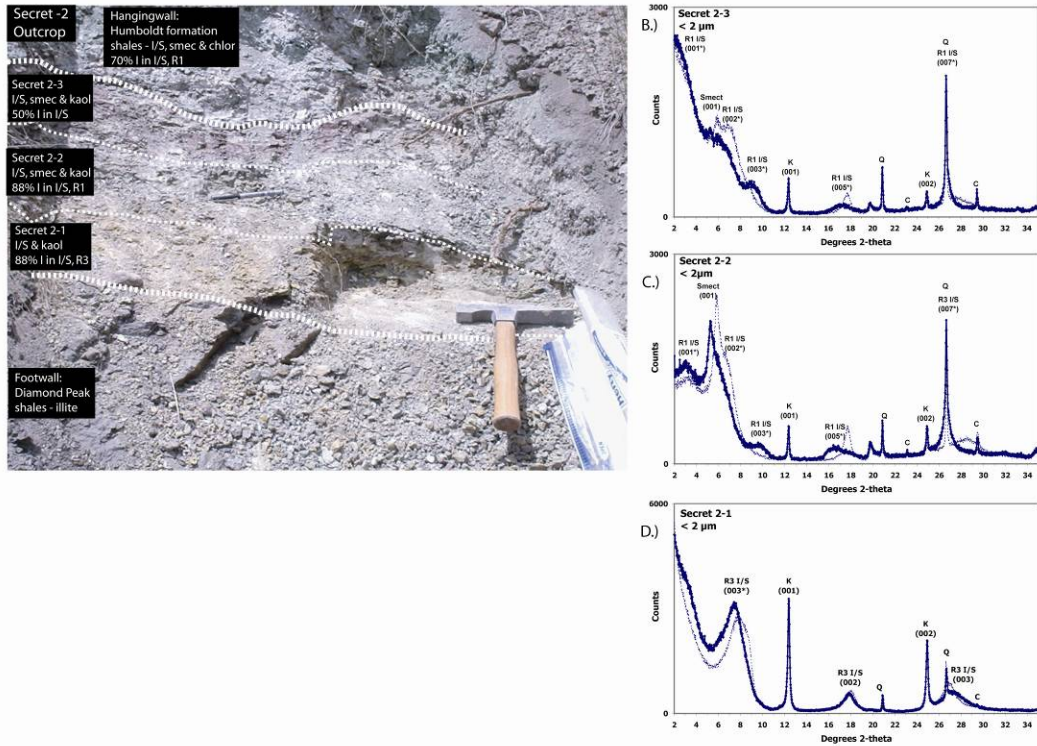 Secret -2
Outcrop
Hangingwall:
Humboldt formation
shales - I/S, smec & chlor
70% I in I/S, R1
Secret 2-3
I/S, smec & kaol
50% I in I/S
Secret 2-2
I/S, smec & kaol
88% I in I/S, R1
Secret 2-1
I/S & kaol
88% I in I/S, R3
Footwall:
Diamond Peak
shales - illite
B.)
Secret 2-3
< 2 µm
3000
Counts
0
R1 I/S
(001*)
Smect
(001)
R1 I/S
(002*)
R1 I/S
(003*)
K
(001)
R1 I/S
(005*)
Q
C
K
(002)
Q
R1 I/S
(007*)
C
2 4 6 8 10 12 14 16 18 20 22 24 26 28 30 32 34
Degrees 2-theta
C.)
Secret 2-2
< 2µm
3000
Counts
0
R1 I/S
(001*)
Smect
(001)
R1 I/S
(002*)
R1 I/S
(003*)
K
(001)
R1 I/S
(005*)
Q
C
K
(002)
Q
R3 I/S
(007*)
C
2 4 6 8 10 12 14 16 18 20 22 24 26 28 30 32 34
Degrees 2-theta
D.)
Secret 2-1
< 2 µm
6000
Counts
0
R3 I/S
(003*)
K
(001)
R3 I/S
(002)
Q
K
(002)
Q
R3 I/S
(003)
C
2 4 6 8 10 12 14 16 18 20 22 24 26 28 30 32 34
Degrees 2-theta